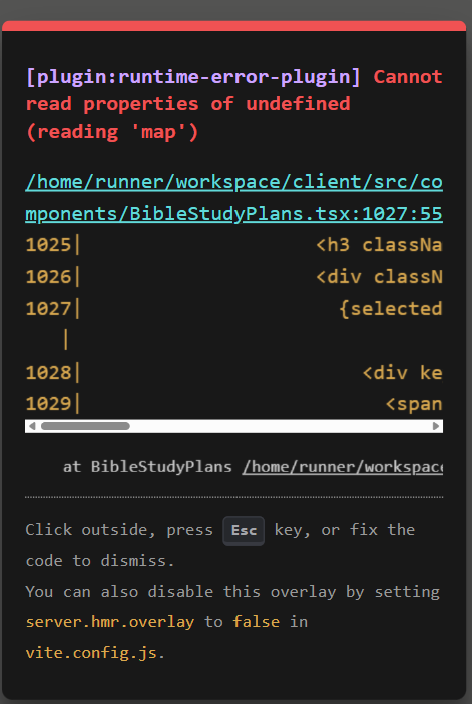 [plugin:runtime-error-plugin] Cannot
read properties of undefined
(reading 'map')
/home/runner/workspace/client/src/co
mponents/BibleStudyPlans.tsx:1027:55
1025|                    <h3 classNa
1026|                    <div classN
1027|                      {selected
   |
1028|                        <div ke
1029|                          <span
at BibleStudyPlans /home/runner/workspac
Click outside, press Esc key, or fix the
code to dismiss.
You can also disable this overlay by setting
server.hmr.overlay to false in
vite.config.js.